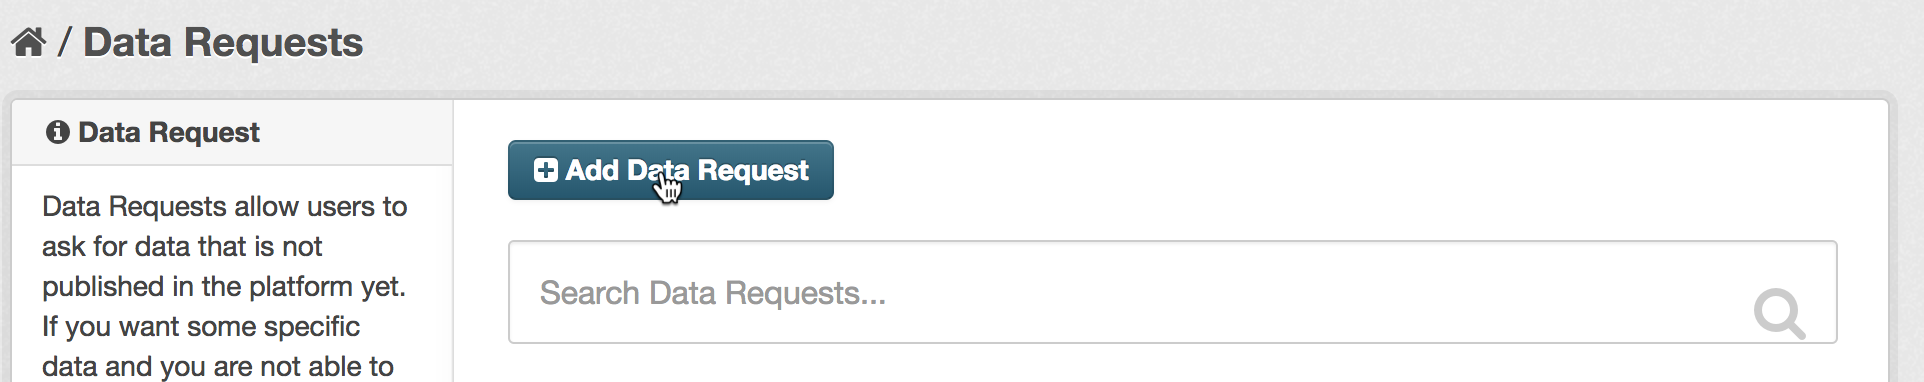 / Data Requests
Data Request
Data Requests allow users to
ask for data that is not
published in the platform yet.
If you want some specific
data and you are not able to
Add Data Request
Search Data Requests...